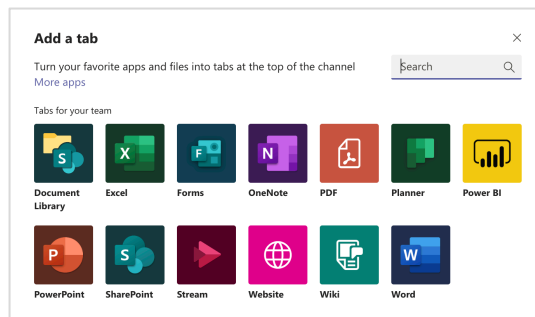 Add a tab
Turn your favorite apps and files into tabs at the top of the channel
More apps
Search
Tabs for your team
S
X
F
N
Document Library
Excel
Forms
OneNote
PDF
Planner
Power BI
P
S
W
PowerPoint
SharePoint
Stream
Website
Wiki
Word